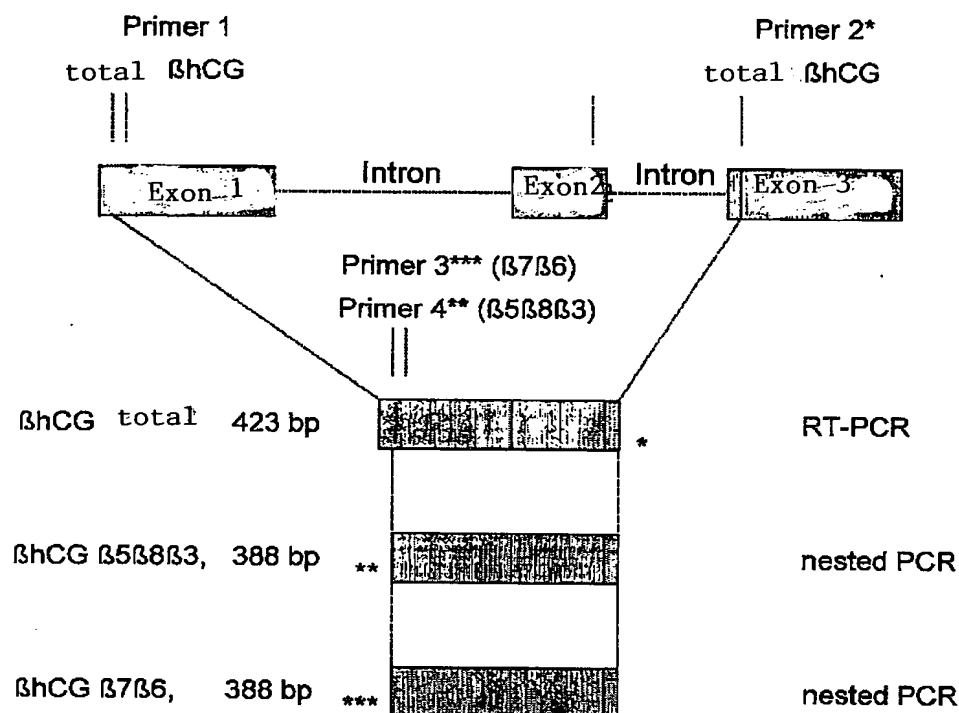 Primer 1 Primer 2*
total ßhCG total ßhCG
Exon 1 Intron Exon2 Intron Exon 3
Primer 3*** (ß7ß6)
Primer 4** (ß5ß8ß3)
ßhCG total 423 bp * RT-PCR
ßhCG ß5ß8ß3, 388 bp ** nested PCR
ßhCG ß7ß6, 388 bp *** nested PCR